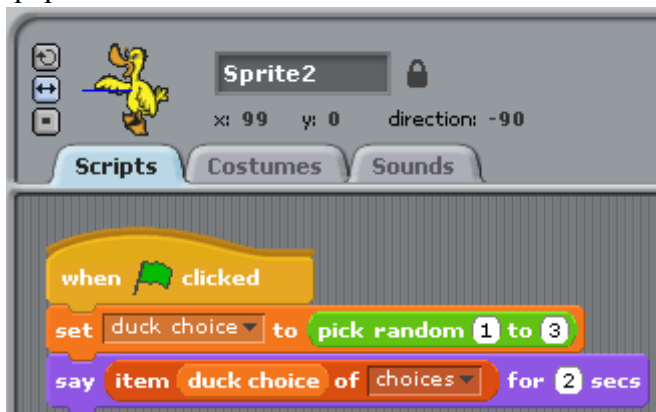 Sprite2
x: 99 y: 0 direction: -90
Scripts Costumes Sounds
when clicked
set duck choice to pick random 1 to 3
say item duck choice of choices for 2 secs